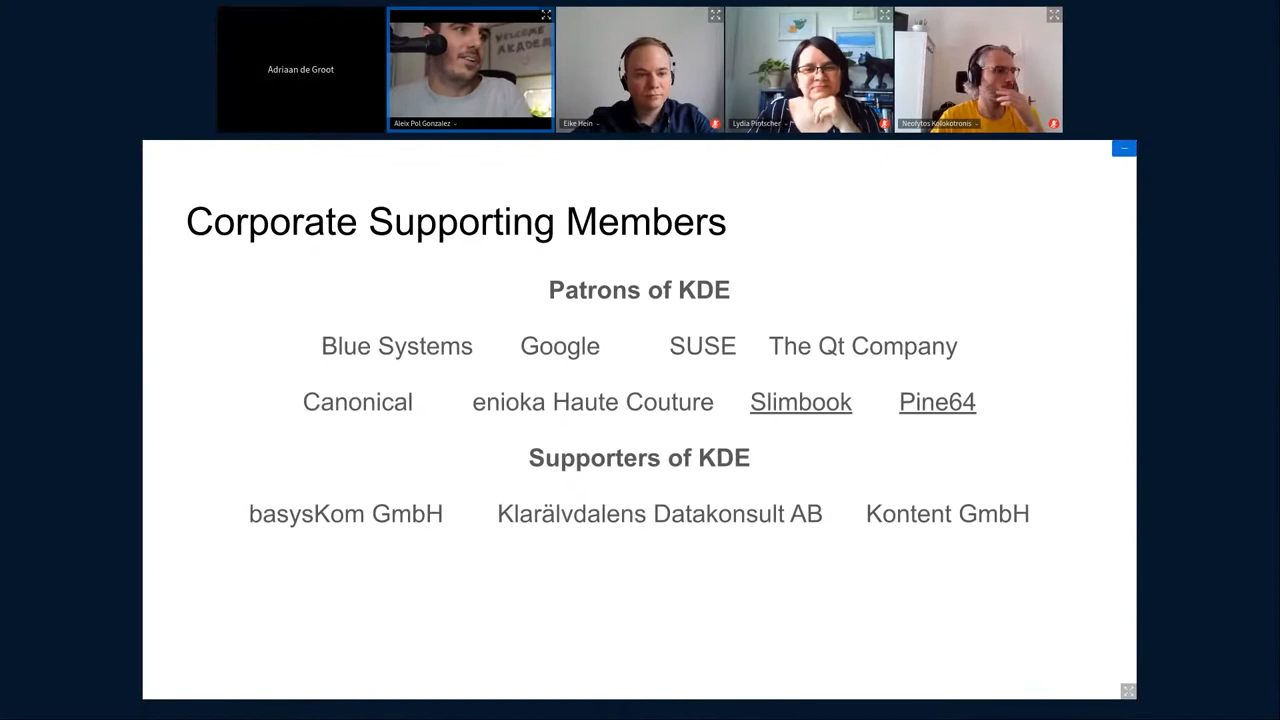 Adriaan de Groot
WELCOME
AKADEM
Aleix Pol Gonzalez
Eike Hein
Lydia Pintscher
Neofytos Kolokotronis
Corporate Supporting Members
Patrons of KDE
Blue Systems Google SUSE The Qt Company
Canonical enioka Haute Couture Slimbook Pine64
Supporters of KDE
basysKom GmbH Klarälvdalens Datakonsult AB Kontent GmbH